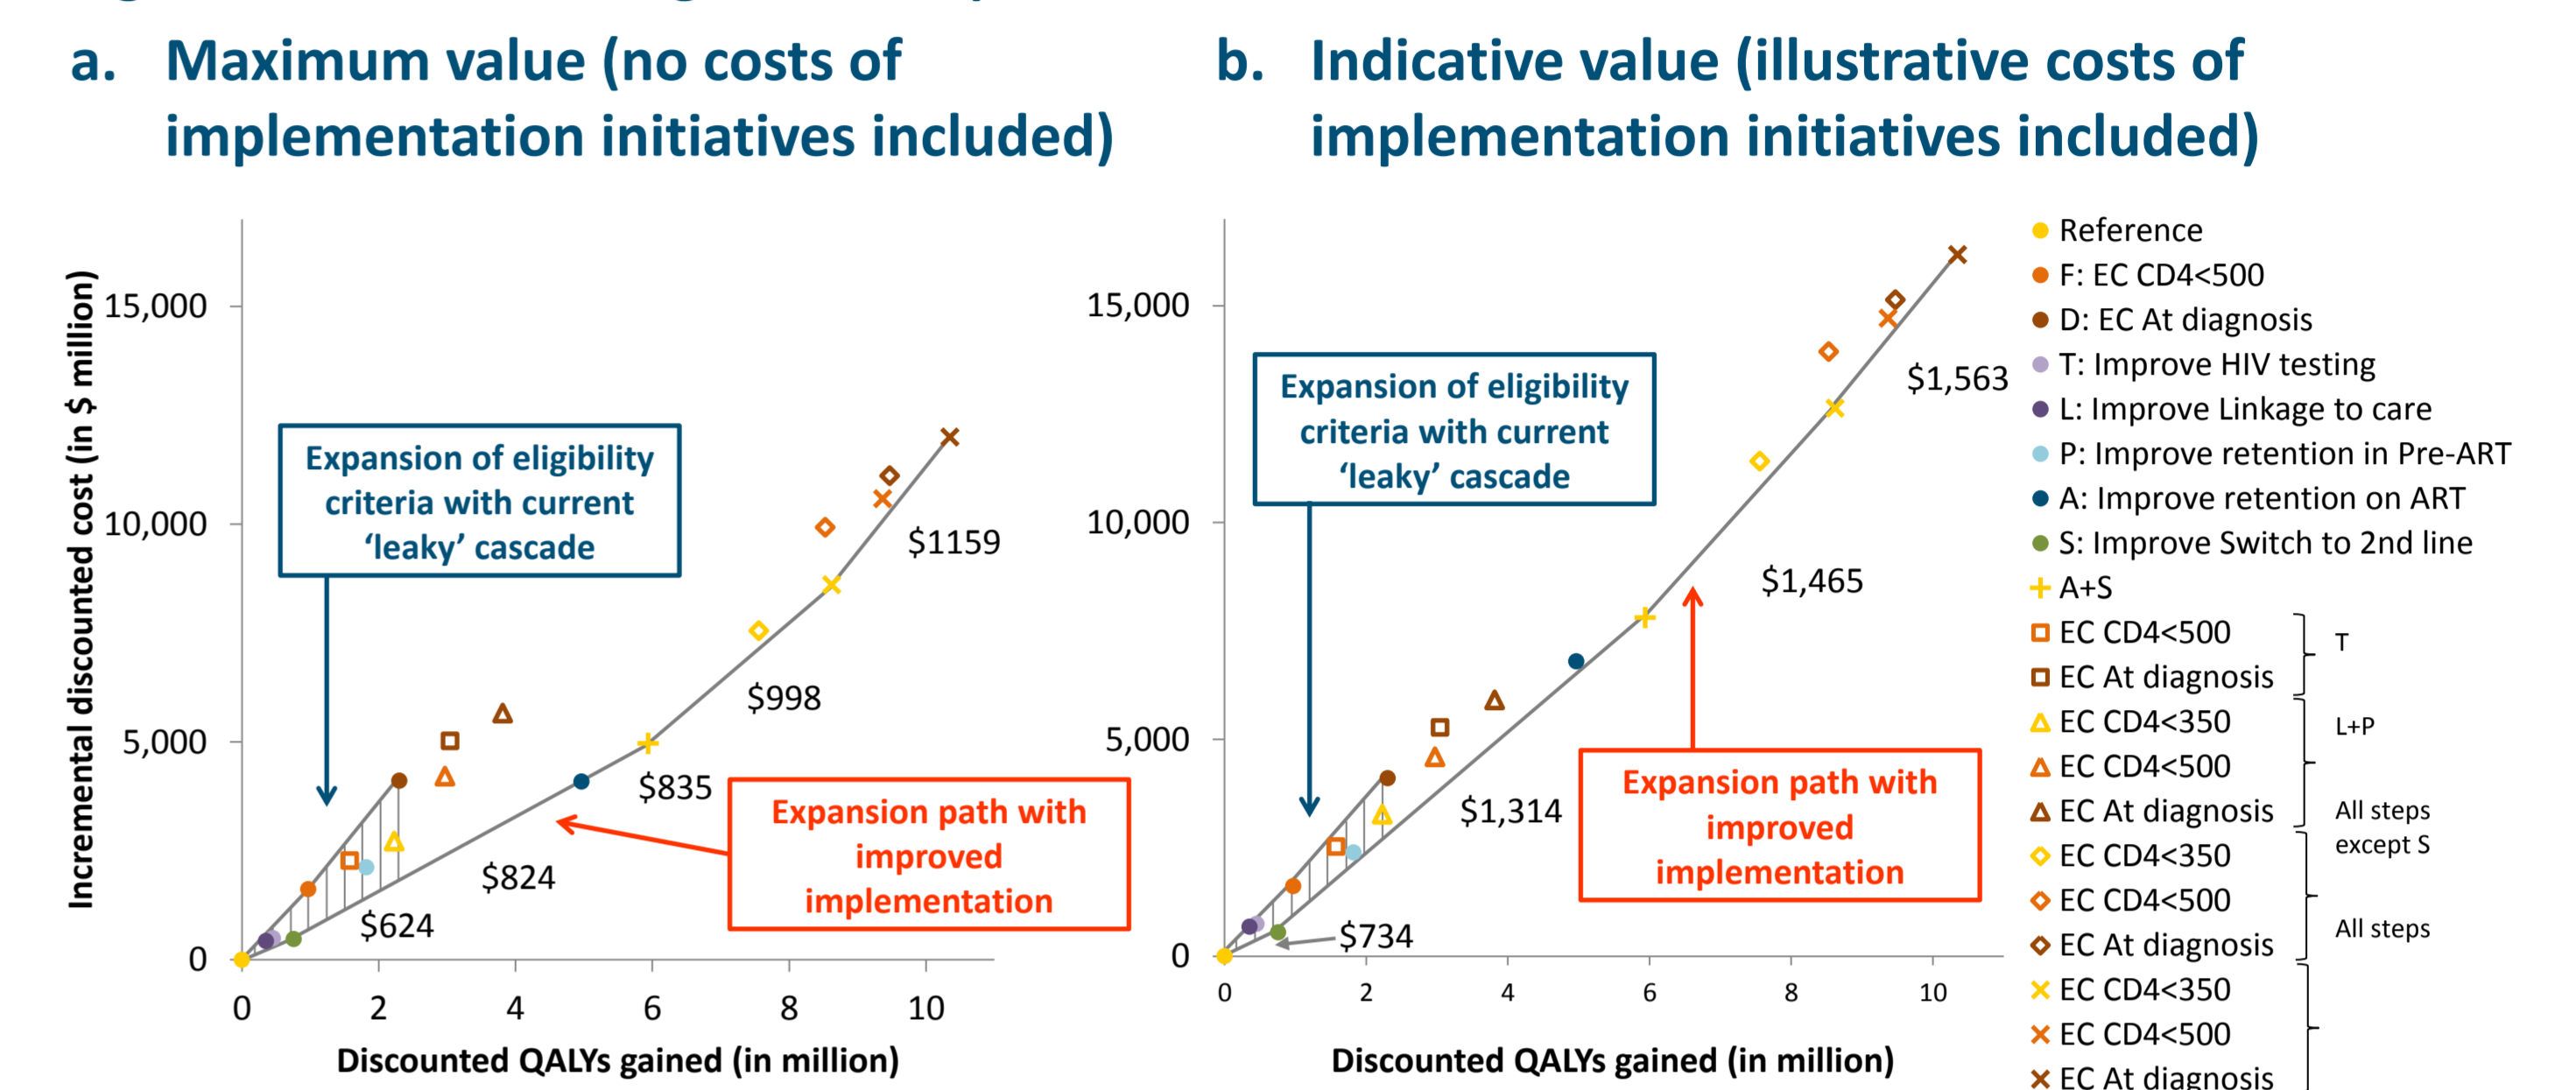 a. Maximum value (no costs of
implementation initiatives included)
b. Indicative value (illustrative costs of
implementation initiatives included)
Incremental discounted cost (in $ million)
15,000
10,000
5,000
0
0 2 4 6 8 10
Discounted QALYs gained (in million)
Expansion of eligibility
criteria with current
‘leaky’ cascade
$1159
$998
$835
$824
$624
Expansion path with
improved
implementation
15,000
10,000
5,000
0
0 2 4 6 8 10
Discounted QALYs gained (in million)
Expansion of eligibility
criteria with current
‘leaky’ cascade
$1,563
$1,465
$1,314
$734
Expansion path with
improved
implementation
Reference
F: EC CD4<500
D: EC At diagnosis
T: Improve HIV testing
L: Improve Linkage to care
P: Improve retention in Pre-ART
A: Improve retention on ART
S: Improve Switch to 2nd line
A+S
EC CD4<500
EC At diagnosis
T
EC CD4<350
EC CD4<500
EC At diagnosis
L+P
EC CD4<350
EC CD4<500
EC At diagnosis
All steps
except S
EC CD4<350
EC CD4<500
EC At diagnosis
All steps